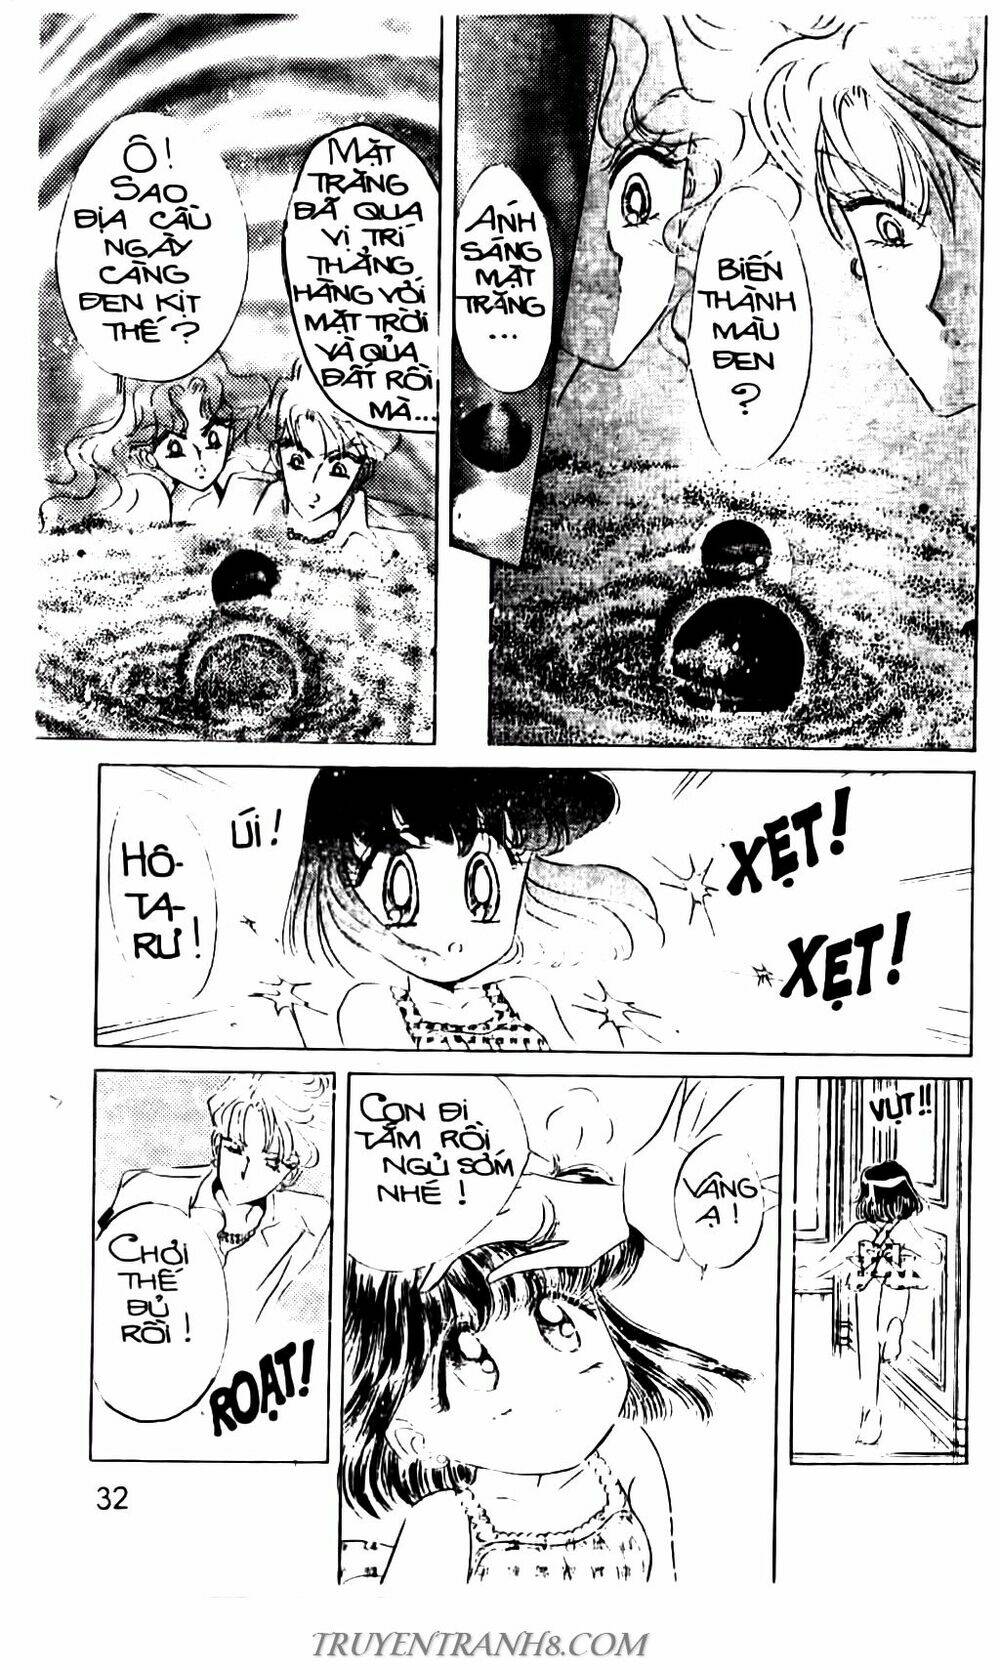 Ô!
SAO
ĐỊA CẦU
NGÀY
CÀNG
ĐEN KỊT
THẾ?
MẶT
TRĂNG
ĐÃ QUA
VỊ TRÍ
THẲNG
HÀNG VỚI
MẶT TRỜI
VÀ QUẢ
ĐẤT RỒI
MÀ...
ÁNH
SÁNG
MẶT
TRĂNG
...
BIẾN
THÀNH
MÀU
ĐEN
?
HÔ-
TA-
RƯ!
ÚI!
XẸT!
XẸT!
CHƠI
THẾ
ĐỦ
RỒI!
ROẠT!
CON ĐI
TẮM RỒI
NGỦ SỚM
NHÉ!
VÂNG
Ạ!
VỤT!!
32
TRUYENTRANH8.COM